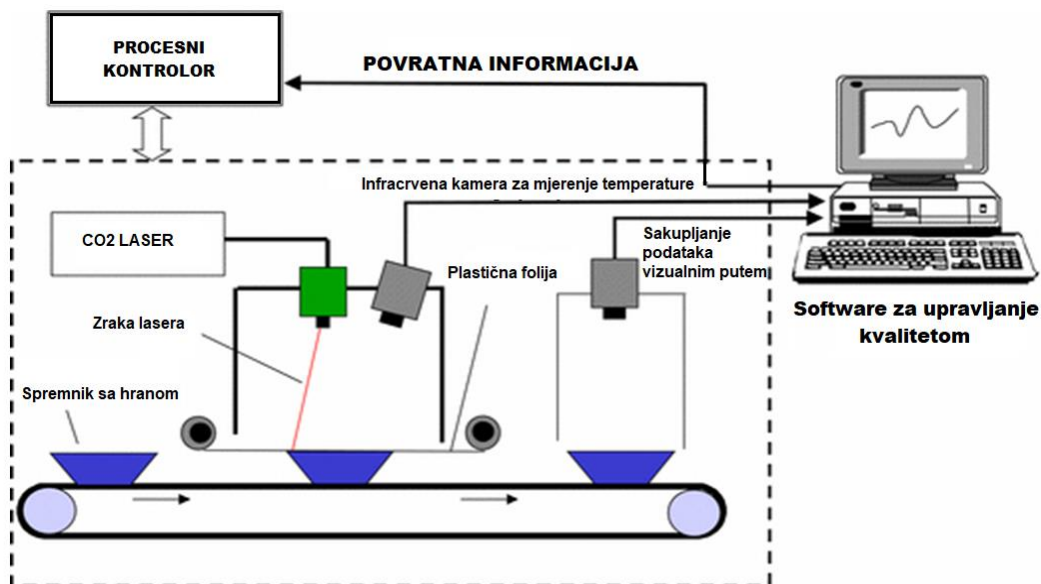 PROCESNI
KONTROLOR
POVRATNA INFORMACIJA
Infracrvena kamera za mjerenje temperature
CO2 LASER
Sakupljanje
podataka
vizualnim putem
Plastična folija
Zraka lasera
Software za upravljanje
kvalitetom
Spremnik sa hranom